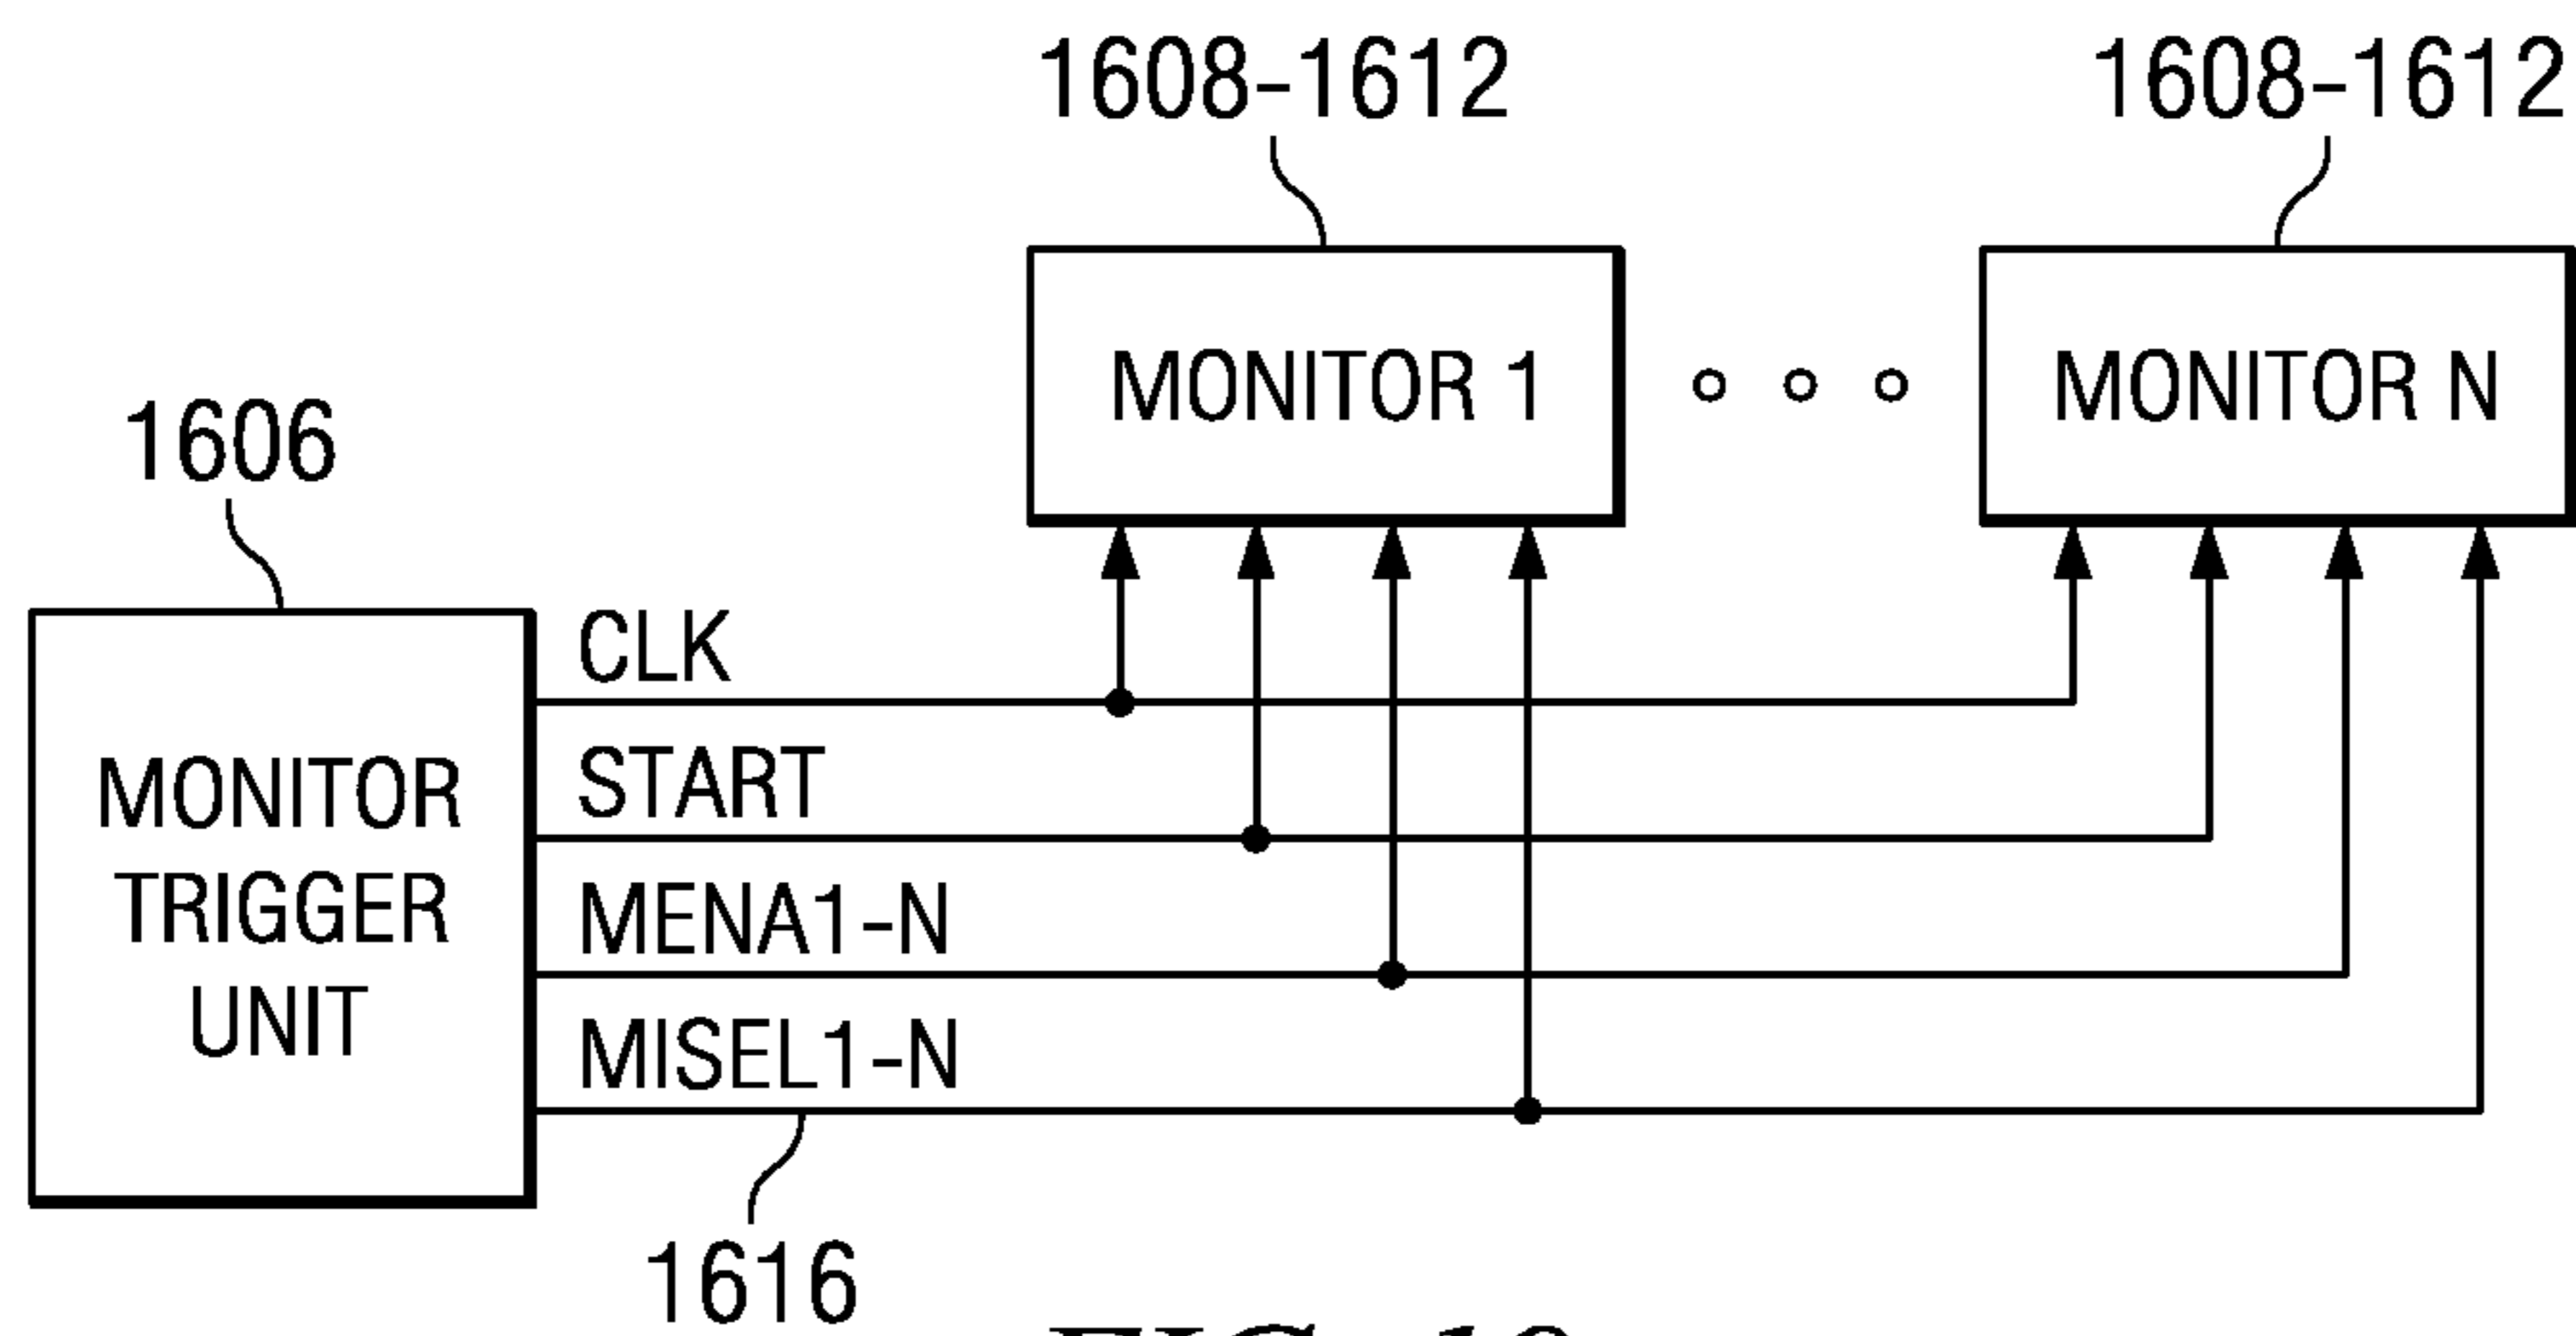 1608-1612
1608-1612
MONITOR 1
MONITOR N
1606
MONITOR
TRIGGER
UNIT
CLK
START
MENA1-N
MISEL1-N
1616